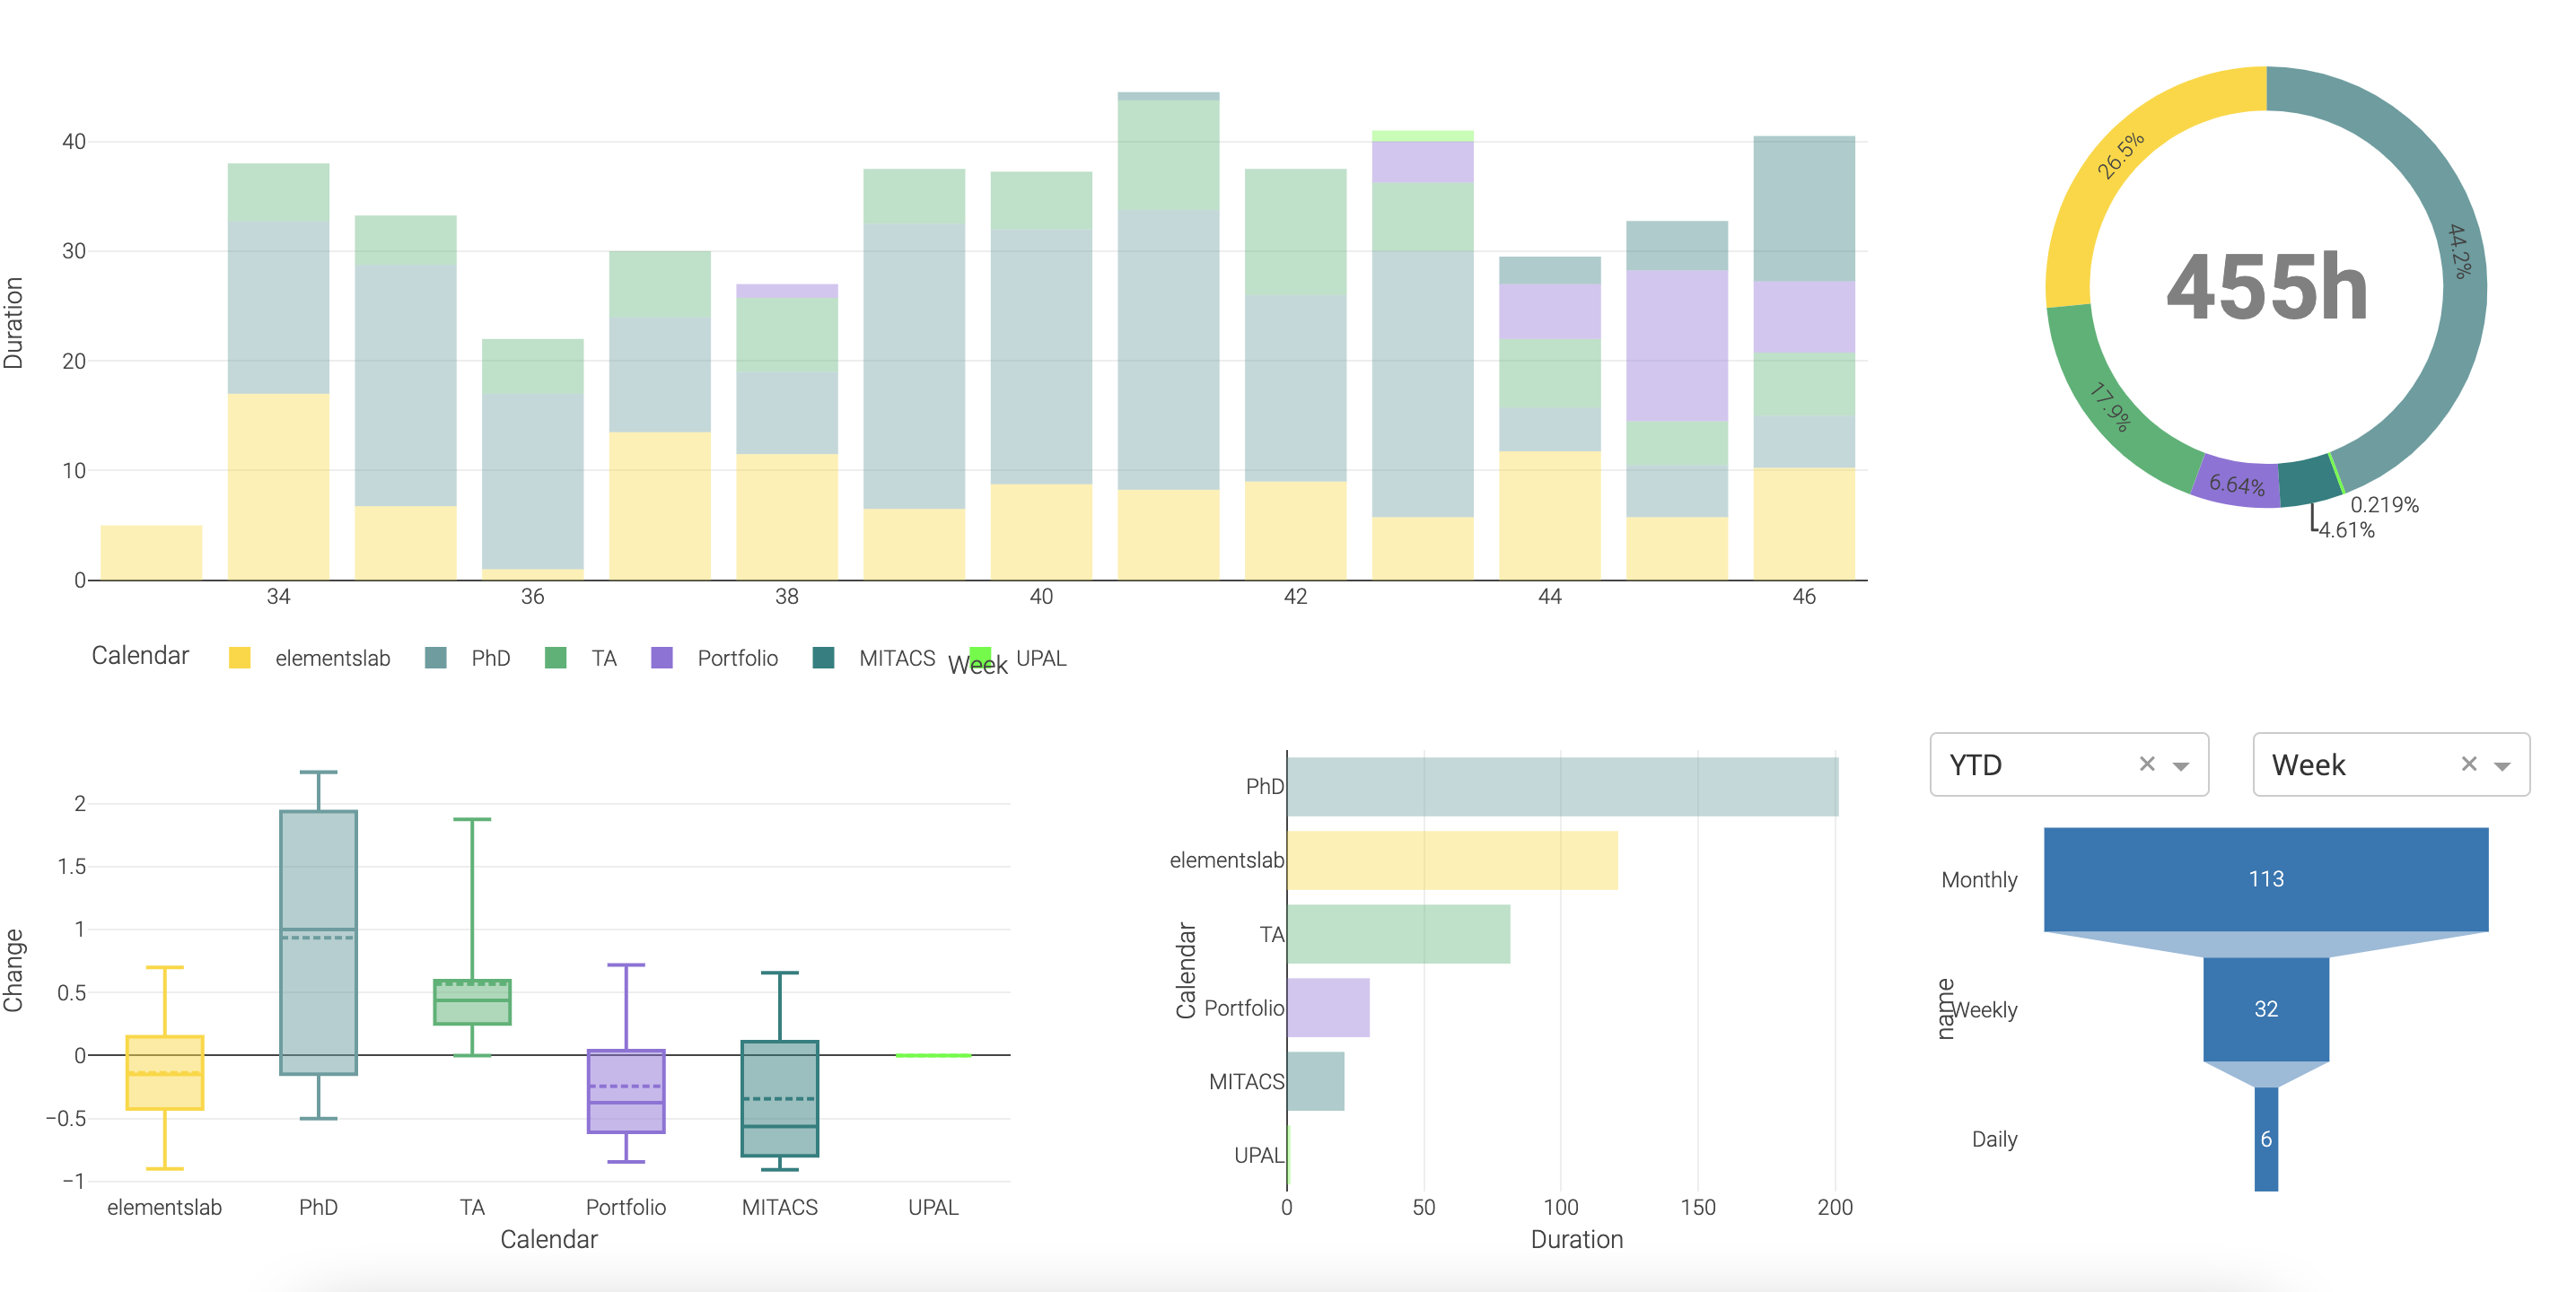 Duration
40
30
20
10
0
34 36 38 40 42 44 46
Calendar elementslab PhD TA Portfolio MITACS UPAL
Week
26.5%
44.2%
17.9%
6.64%
4.61%
0.219%
455h
Change
2
1.5
1
0.5
0
−0.5
−1
elementslab PhD TA Portfolio MITACS UPAL
Calendar
Calendar
PhD
elementslab
TA
Portfolio
MITACS
UPAL
0 50 100 150 200
Duration
YTD × Week ×
name
Monthly 113
Weekly 32
Daily 6